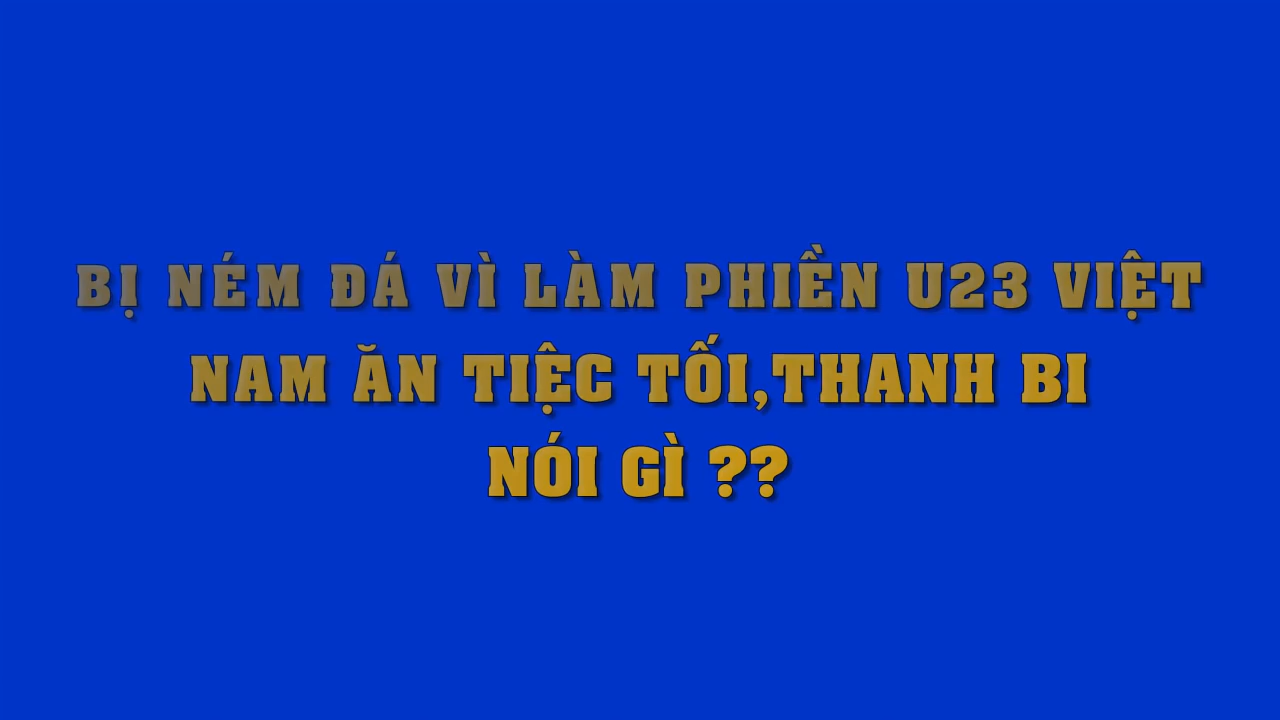 BỊ NÉM ĐÁ VÌ LÀM PHIỀN U23 VIỆT
NAM ĂN TIỆC TỐI,THANH BI
NÓI GÌ ??